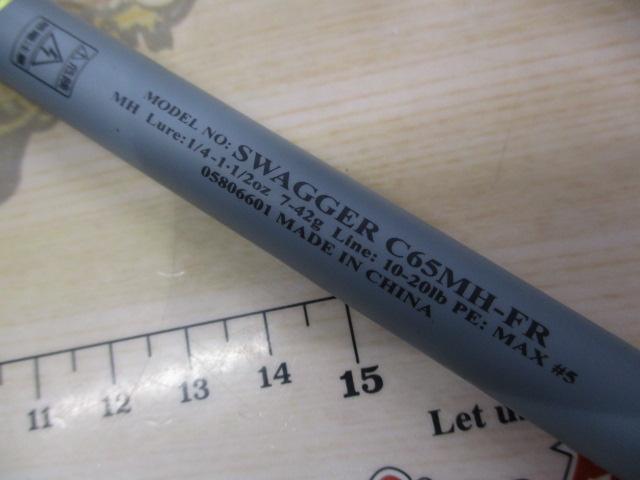 MODEL NO: SWAGGER C65MH-FR
MH Lure:1/4-1·1/2oz 7-42g Line: 10-20lb PE: MAX #5
05806601 MADE IN CHINA
11 12 13 14 15
Let